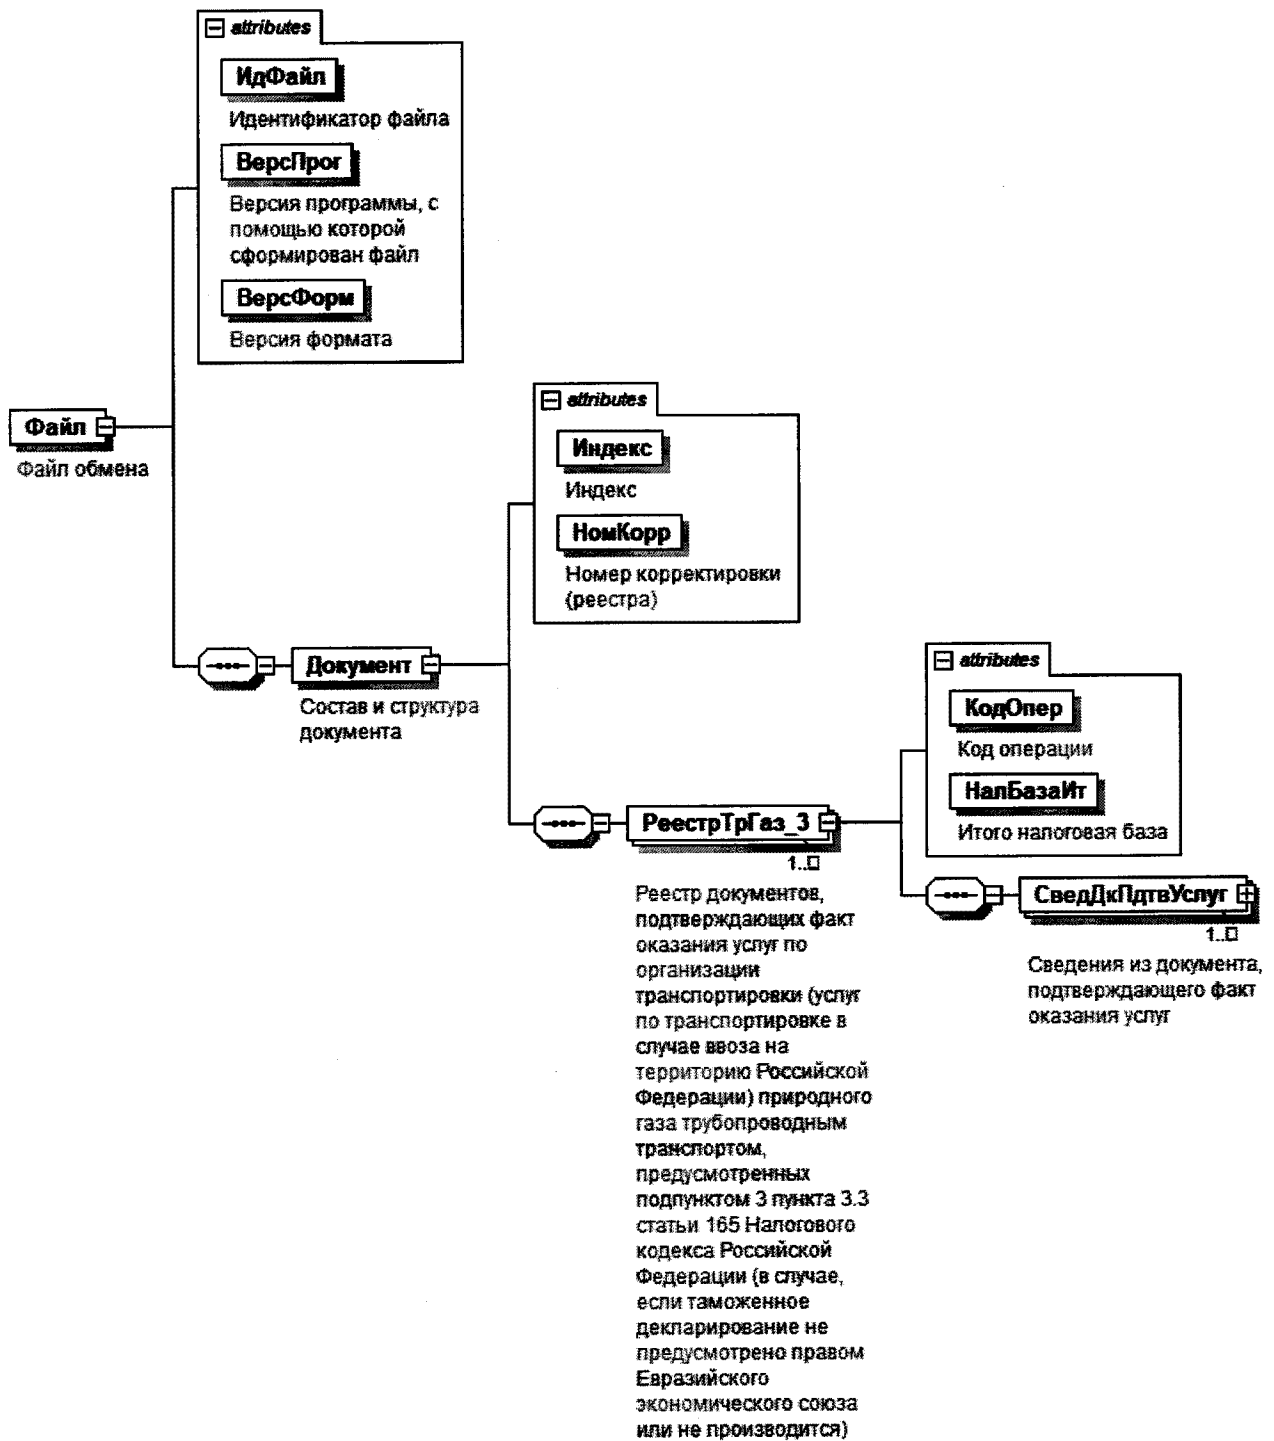 attributes
ИдФайл
Идентификатор файла
ВерсПрог
Версия программы, с
помощью которой
сформирован файл
ВерсФорм
Версия формата
Файл
Файл обмена
attributes
Индекс
Индекс
НомКорр
Номер корректировки
(реестра)
Документ
Состав и структура
документа
attributes
КодОпер
Код операции
НалБазаИт
Итого налоговая база
РеестрТрГаз_3
1..□
Реестр документов,
подтверждающих факт
оказания услуг по
организации
транспортировки (услуг
по транспортировке в
случае ввоза на
территорию Российской
Федерации) природного
газа трубопроводным
транспортом,
предусмотренных
подпунктом 3 пункта 3.3
статьи 165 Налогового
кодекса Российской
Федерации (в случае,
если таможенное
декларирование не
предусмотрено правом
Евразийского
экономического союза
или не производится)
СведДкПдтвУслуг
1..□
Сведения из документа,
подтверждающего факт
оказания услуг